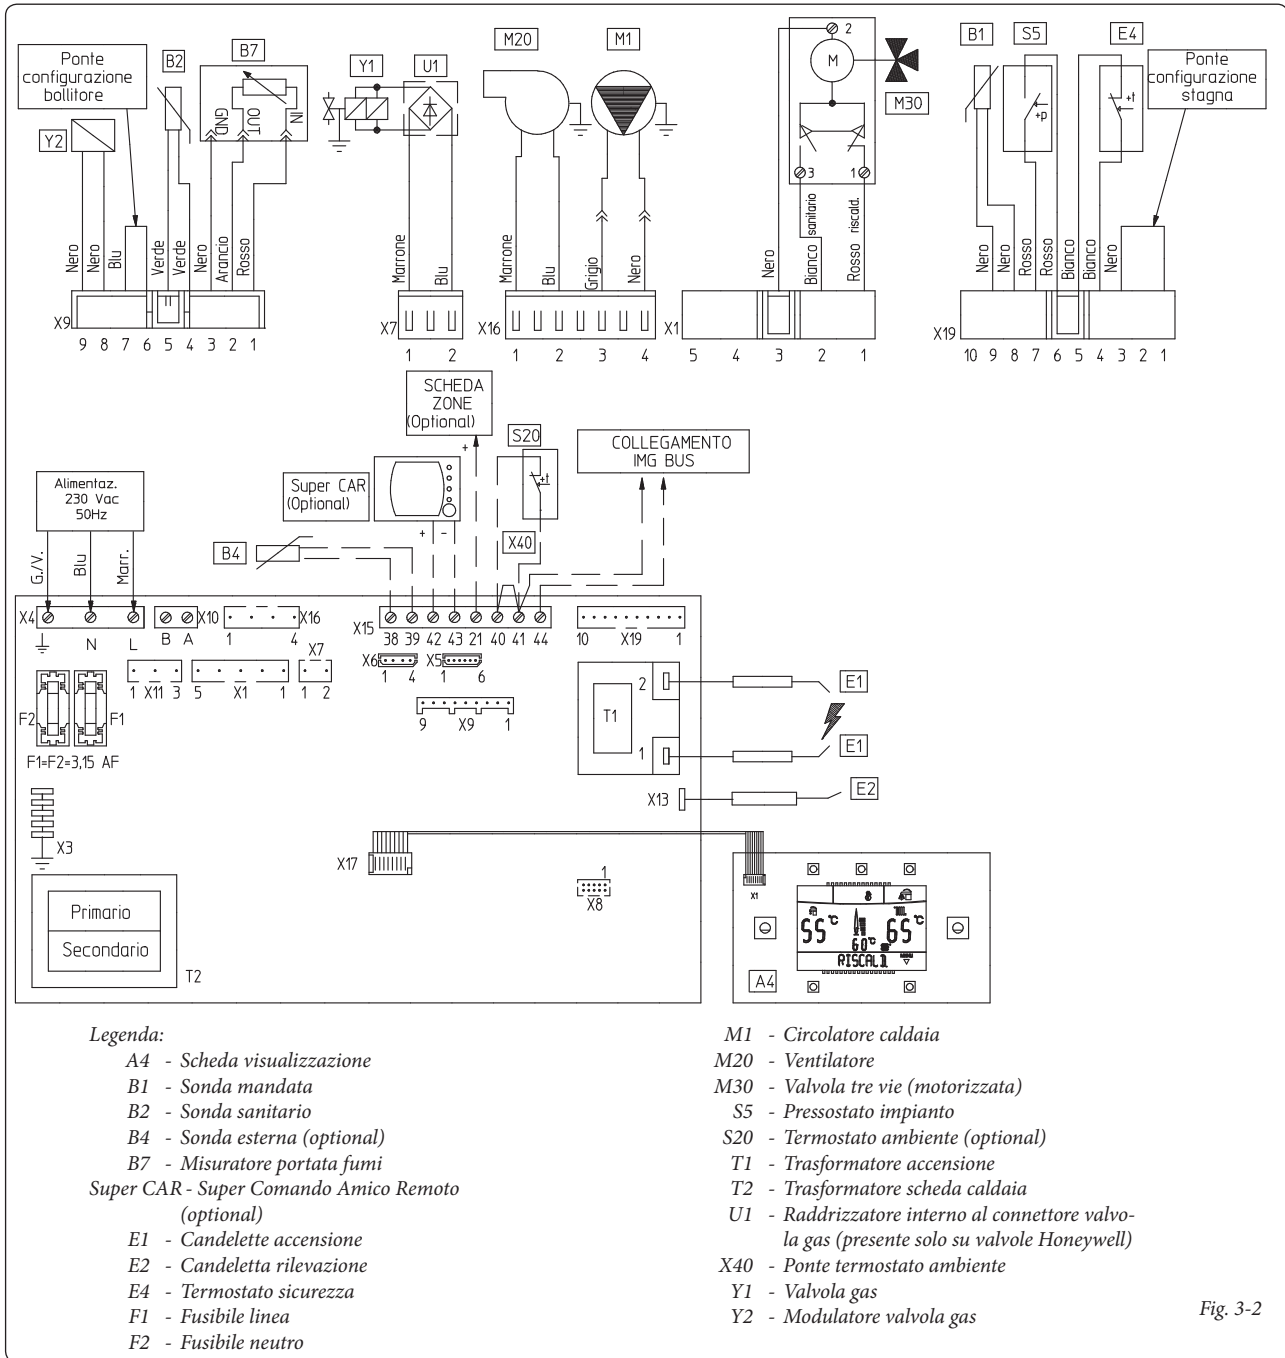 Ponte
configurazione
bollitore
Y2
B2
B7
GND
OUT
IN
Nero
Nero
Blu
Verde
Verde
Nero
Arancio
Rosso
X9
9 8 7 6 5 4 3 2 1
Y1
U1
Marrone
Blu
X7
1 2
M20
M1
Marrone
Blu
Grigio
Nero
X16
1 2 3 4
2
M
M30
3
1
Nero
Bianco sanitario
Rosso riscald.
X1
5 4 3 2 1
B1
S5
E4
+p
+t
Ponte
configurazione
stagna
Nero
Nero
Rosso
Rosso
Bianco
Bianco
Nero
X19
10 9 8 7 6 5 4 3 2 1
SCHEDA
ZONE
(Optional)
+
S20
+t
COLLEGAMENTO
IMG BUS
Super CAR
(Optional)
+ -
X40
B4
Alimentaz.
230 Vac
50Hz
G./V.
Blu
Marr.
X4
N L
B A
X10
X16
1 4
X15
38 39 42 43 21 40 41 44
10 X19 1
X7
1 2
1 X11 3
5 X1 1
X6
1 4
X5
1 6
9 X9 1
F2
F1
F1=F2=3,15 AF
T1
2
1
E1
E1
X13
E2
X3
X17
1
X8
Primario
Secondario
T2
X1
55 °C
60 °C
65 °C
MENU
A4
Legenda:
A4 - Scheda visualizzazione
B1 - Sonda mandata
B2 - Sonda sanitario
B4 - Sonda esterna (optional)
B7 - Misuratore portata fumi
Super CAR - Super Comando Amico Remoto
(optional)
E1 - Candelette accensione
E2 - Candeletta rilevazione
E4 - Termostato sicurezza
F1 - Fusibile linea
F2 - Fusibile neutro
M1 - Circolatore caldaia
M20 - Ventilatore
M30 - Valvola tre vie (motorizzata)
S5 - Pressostato impianto
S20 - Termostato ambiente (optional)
T1 - Trasformatore accensione
T2 - Trasformatore scheda caldaia
U1 - Raddrizzatore interno al connettore valvo-
la gas (presente solo su valvole Honeywell)
X40 - Ponte termostato ambiente
Y1 - Valvola gas
Y2 - Modulatore valvola gas
Fig. 3-2